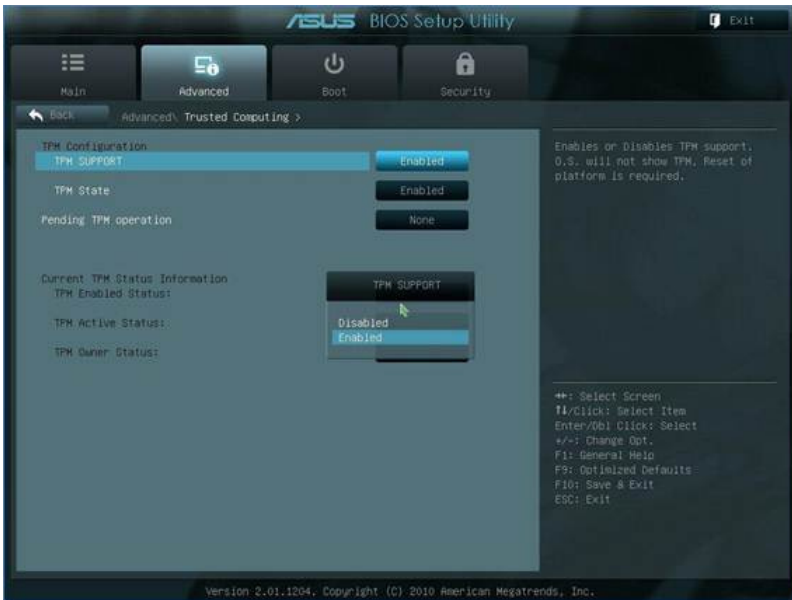 ASUS BIOS Setup Utility
Exit
Main
Advanced
Boot
Security
Back
Advanced\ Trusted Computing >
TPM Configuration
TPM SUPPORT
Enabled
TPM State
Enabled
Pending TPM operation
None
Current TPM Status Information
TPM Enabled Status:
TPM Active Status:
TPM Owner Status:
TPM SUPPORT
Disabled
Enabled
Enables or Disables TPM support.
O.S. will not show TPM. Reset of
platform is required.
→←: Select Screen
↑↓/Click: Select Item
Enter/Dbl Click: Select
+/-: Change Opt.
F1: General Help
F9: Optimized Defaults
F10: Save & Exit
ESC: Exit
Version 2.01.1204. Copyright (C) 2010 American Megatrends, Inc.